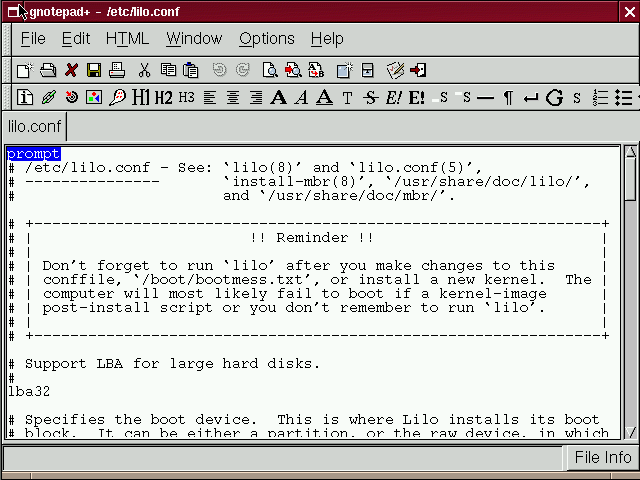 gnotepad+ - /etc/lilo.conf
File Edit HTML Window Options Help
H1 H2 H3 A A A T S E! E! S S ¶ G S
lilo.conf
prompt
# /etc/lilo.conf - See: `lilo(8)' and `lilo.conf(5)',
# --------------- `install-mbr(8)', `/usr/share/doc/lilo/',
# and `/usr/share/doc/mbr/'.
# +---------------------------------------------------------------+
# | !! Reminder !! |
# | |
# | Don't forget to run `lilo' after you make changes to this |
# | conffile, `/boot/bootmess.txt', or install a new kernel. The |
# | computer will most likely fail to boot if a kernel-image |
# | post-install script or you don't remember to run `lilo'. |
# | |
# +---------------------------------------------------------------+
# Support LBA for large hard disks.
#
lba32
# Specifies the boot device. This is where Lilo installs its boot
# block. It can be either a partition, or the raw device, in which
File Info